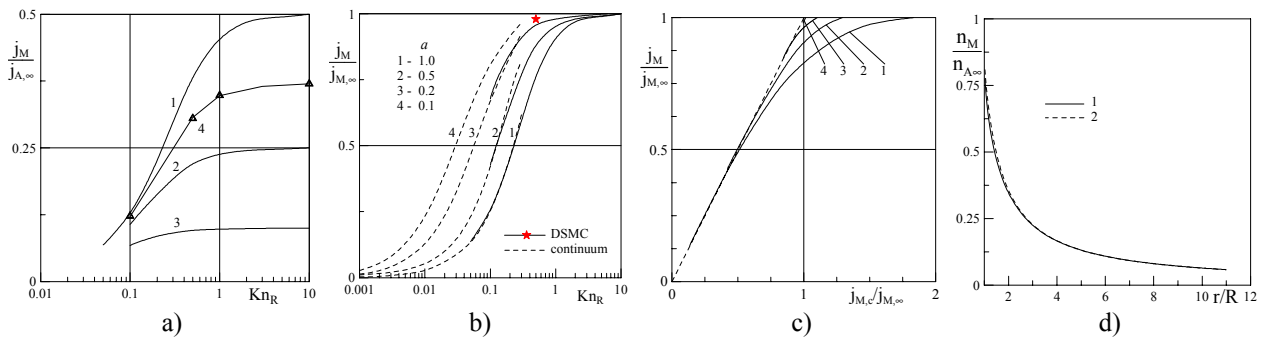 0.5
j_M
j_A,∞
0.25
0
0.01
0.1
1
10
Kn_R
1
4
2
3
a)
1
j_M
j_M,∞
0.5
0
a
1 - 1.0
2 - 0.5
3 - 0.2
4 - 0.1
4
3
2
1
DSMC
continuum
0.001
0.01
0.1
1
10
Kn_R
b)
1
j_M
j_M,∞
0.5
0
4
3
2
1
0
1
2
j_M,c/j_M,∞
c)
1
n_M
n_A∞
0.75
0.5
0.25
0
1
2
2
4
6
8
10
12
r/R
d)